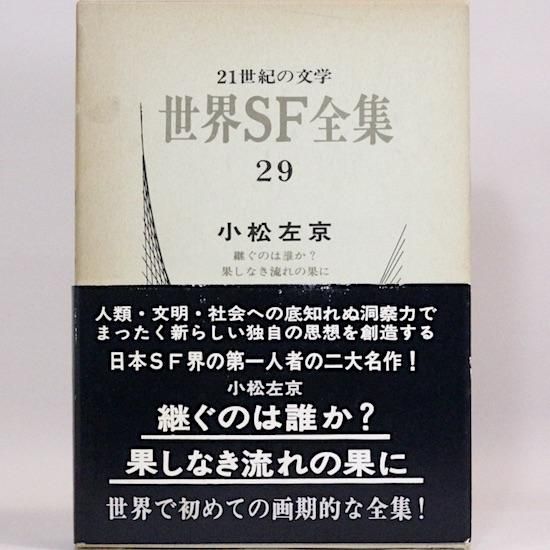 21世紀の文学
世界SF全集
29
小松左京
継ぐのは誰か?
果しなき流れの果に
人類・文明・社会への底知れぬ洞察力で
まったく新らしい独自の思想を創造する
日本SF界の第一人者の二大名作!
小松左京
継ぐのは誰か?
果しなき流れの果に
世界で初めての画期的な全集!